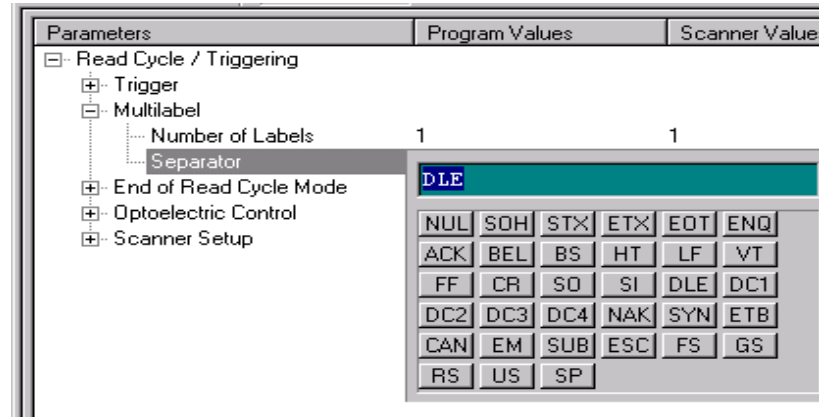 Parameters Program Values Scanner Value
Read Cycle / Triggering
Trigger
Multilabel
Number of Labels 1 1
Separator
DLE
End of Read Cycle Mode
Optoelectric Control
Scanner Setup
NUL SOH STX ETX EOT ENQ
ACK BEL BS HT LF VT
FF CR SO SI DLE DC1
DC2 DC3 DC4 NAK SYN ETB
CAN EM SUB ESC FS GS
RS US SP